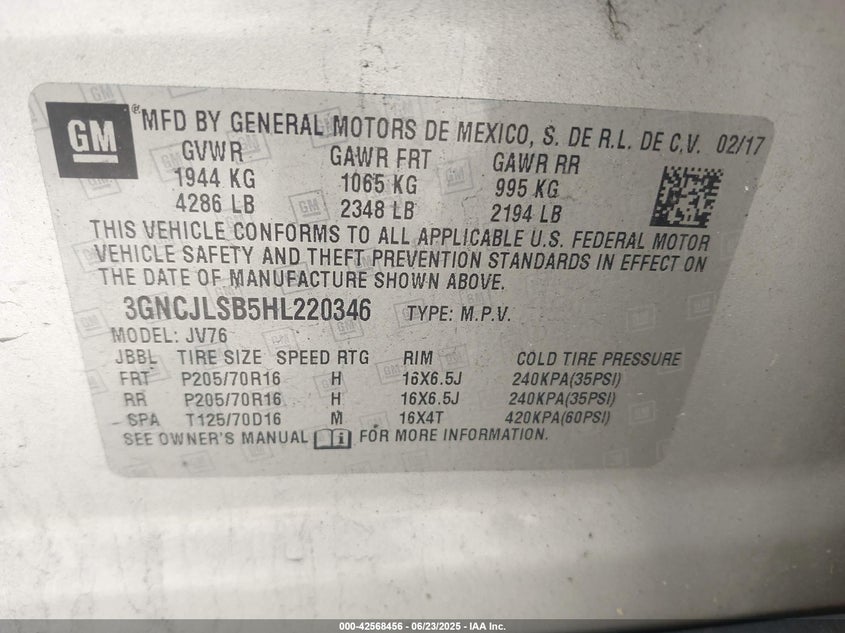 GM ® MFD BY GENERAL MOTORS DE MEXICO, S. DE R.L. DE C.V. 02/17
GVWR GAWR FRT GAWR RR
1944 KG 1065 KG 995 KG
4286 LB 2348 LB 2194 LB
THIS VEHICLE CONFORMS TO ALL APPLICABLE U.S. FEDERAL MOTOR
VEHICLE SAFETY AND THEFT PREVENTION STANDARDS IN EFFECT ON
THE DATE OF MANUFACTURE SHOWN ABOVE.
3GNCJLSB5HL220346 TYPE: M.P.V.
MODEL: JV76
JBBL TIRE SIZE SPEED RTG RIM COLD TIRE PRESSURE
FRT P205/70R16 H 16X6.5J 240KPA(35PSI)
RR P205/70R16 H 16X6.5J 240KPA(35PSI)
SPA T125/70D16 M 16X4T 420KPA(60PSI)
SEE OWNER'S MANUAL i FOR MORE INFORMATION.
000-42568456 - 06/23/2025 - IAA Inc.